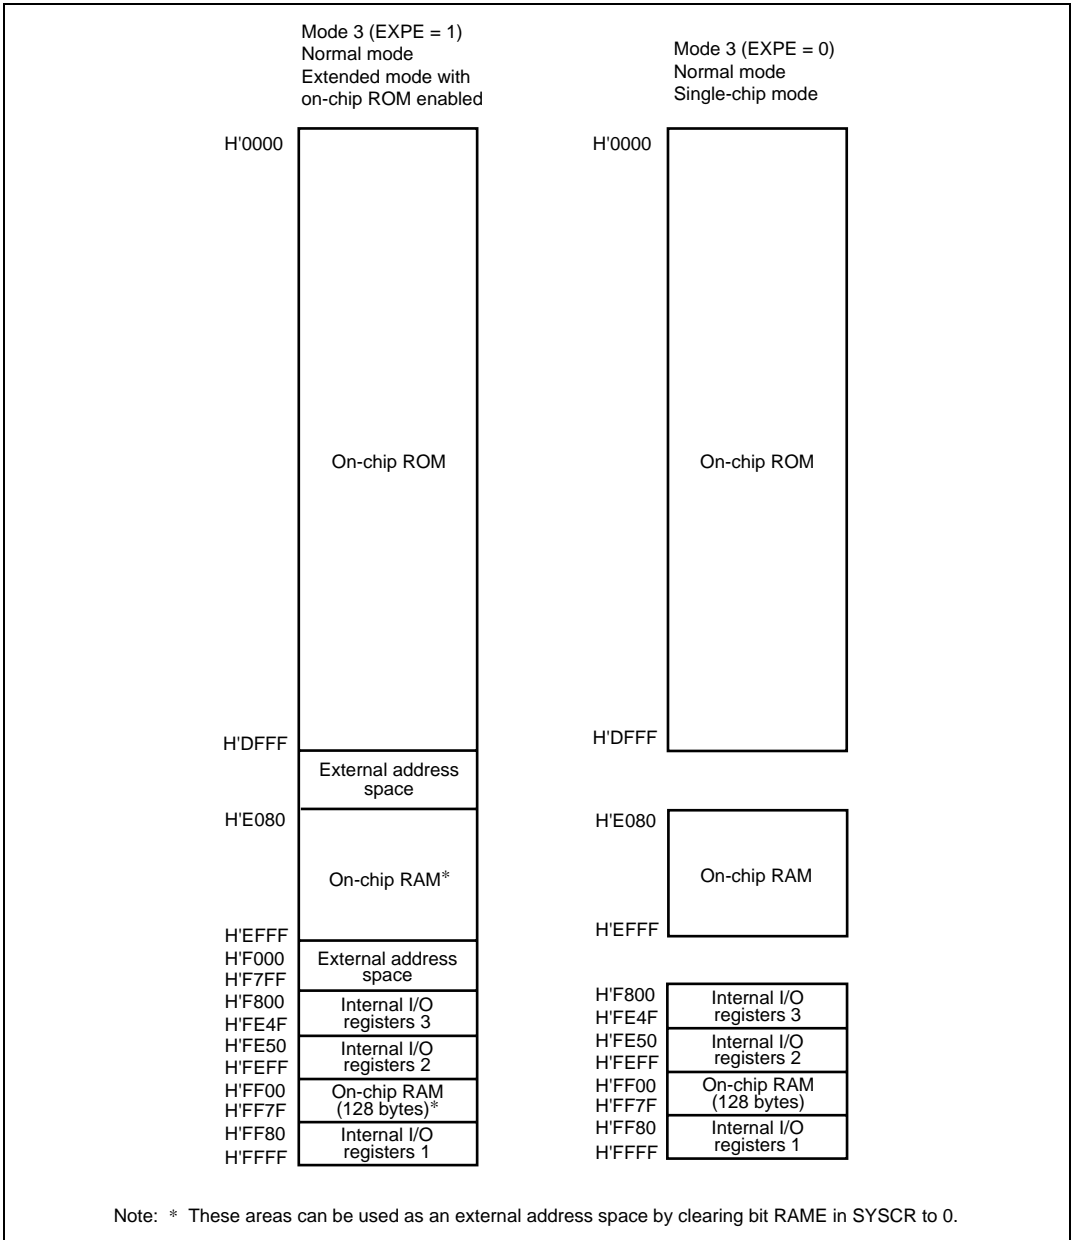 Mode 3 (EXPE = 1)
Normal mode
Extended mode with
on-chip ROM enabled
H'0000
On-chip ROM
H'DFFF
External address
space
H'E080
On-chip RAM*
H'EFFF
H'F000
External address
space
H'F7FF
H'F800
Internal I/O
registers 3
H'FE4F
H'FE50
Internal I/O
registers 2
H'FEFF
H'FF00
On-chip RAM
(128 bytes)*
H'FF7F
H'FF80
Internal I/O
registers 1
H'FFFF
Mode 3 (EXPE = 0)
Normal mode
Single-chip mode
H'0000
On-chip ROM
H'DFFF
H'E080
On-chip RAM
H'EFFF
H'F800
Internal I/O
registers 3
H'FE4F
H'FE50
Internal I/O
registers 2
H'FEFF
H'FF00
On-chip RAM
(128 bytes)
H'FF7F
H'FF80
Internal I/O
registers 1
H'FFFF
Note: * These areas can be used as an external address space by clearing bit RAME in SYSCR to 0.